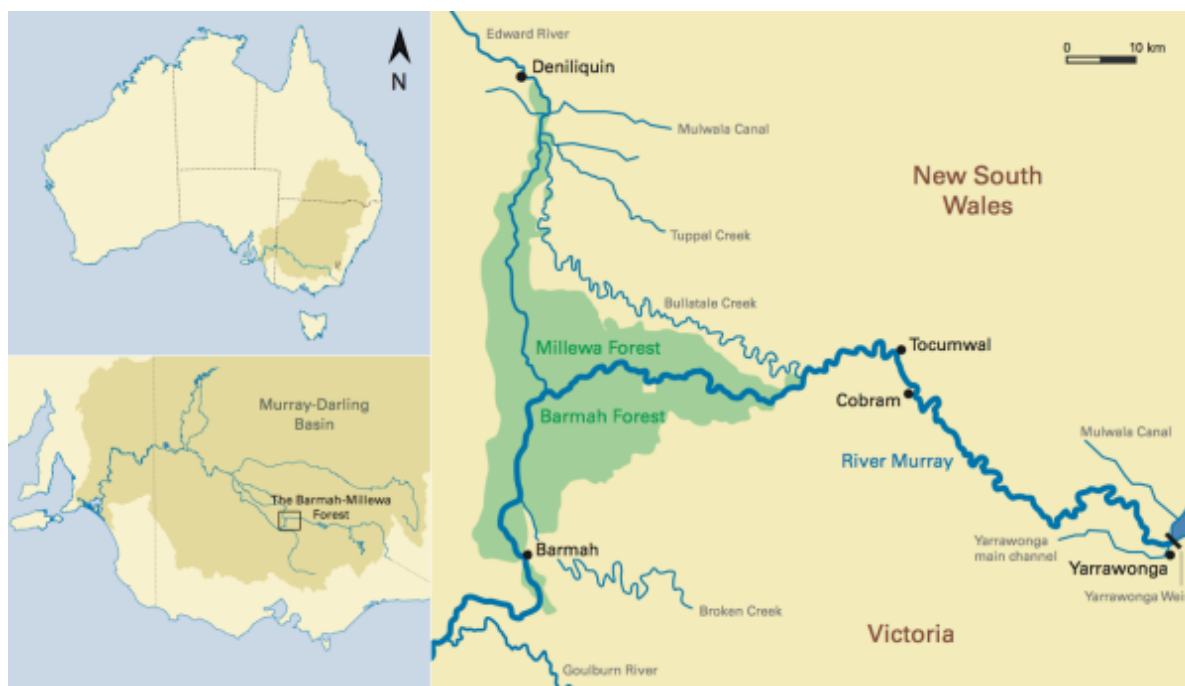 N
Murray-Darling
Basin
The Barmah-Millewa
Forest
Edward River
Deniliquin
0 10 km
Mulwala Canal
New South
Wales
Tuppal Creek
Bullatale Creek
Millewa Forest
Tocumwal
Barmah Forest
Cobram
Mulwala Canal
River Murray
Yarrawonga
main channel
Barmah
Yarrawonga
Yarrawonga Weir
Broken Creek
Victoria
Goulburn River